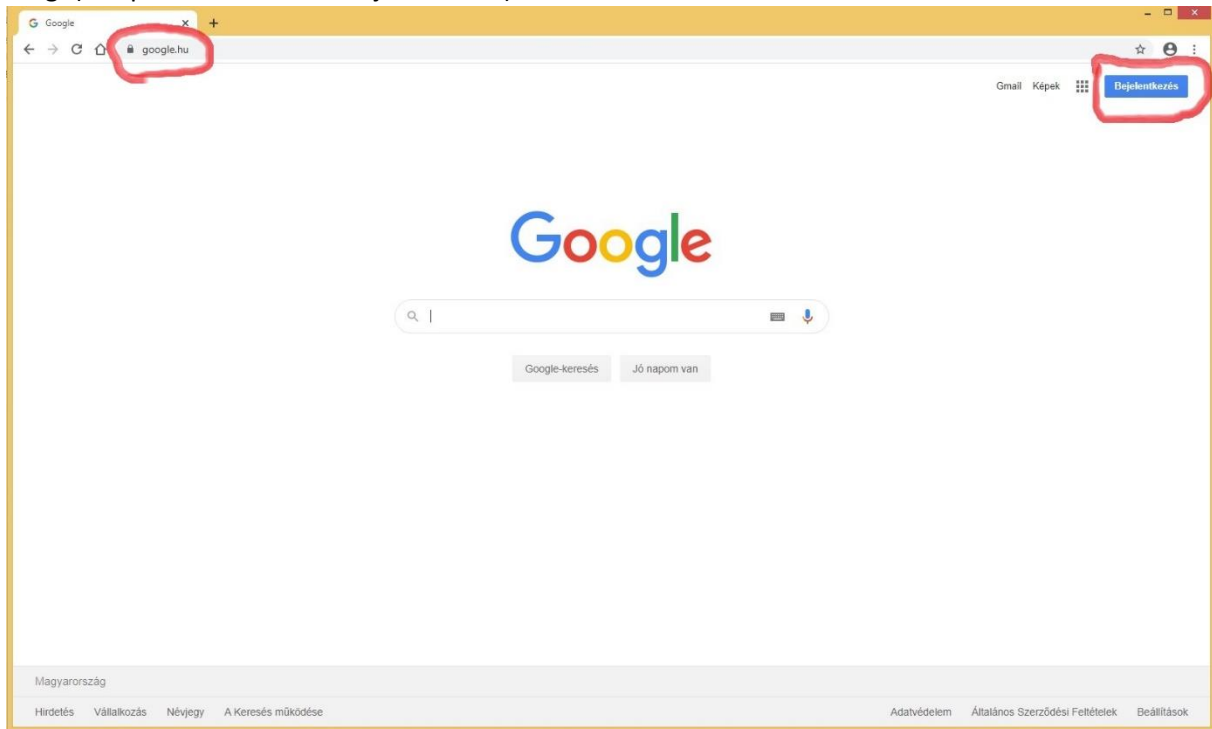 Google
google.hu
Gmail Képek Bejelentkezés
Google
Google-keresés Jó napom van
Magyarország
Hirdetés Vállalkozás Névjegy A Keresés működése Adatvédelem Általános Szerződési Feltételek Beállítások